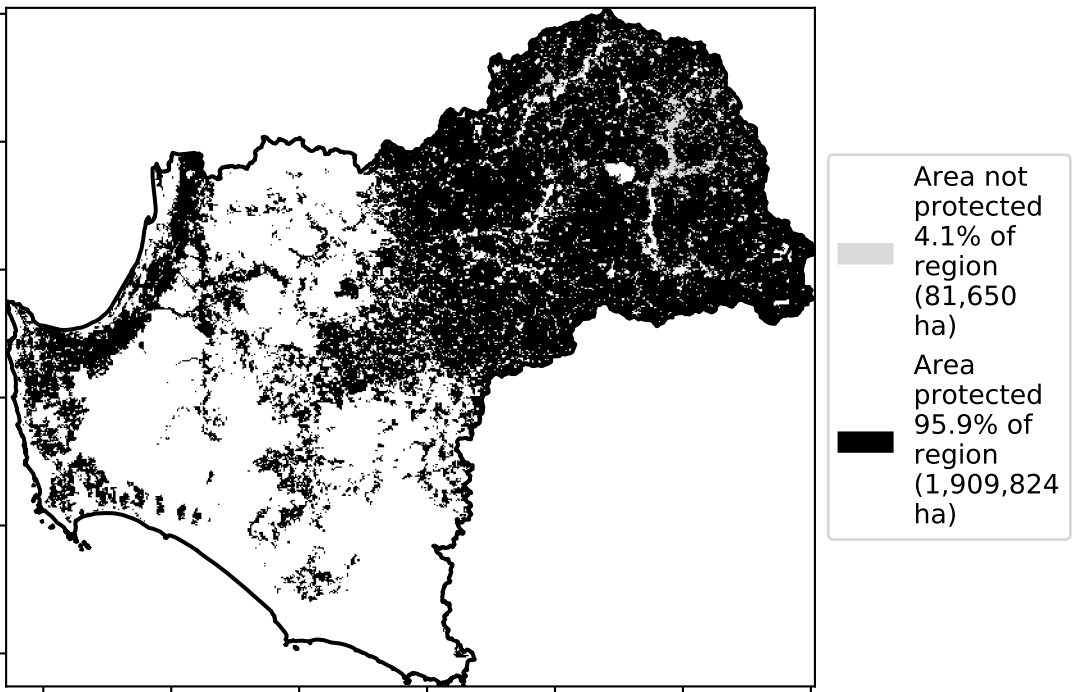 Area not
protected
4.1% of
region
(81,650
ha)
Area
protected
95.9% of
region
(1,909,824
ha)